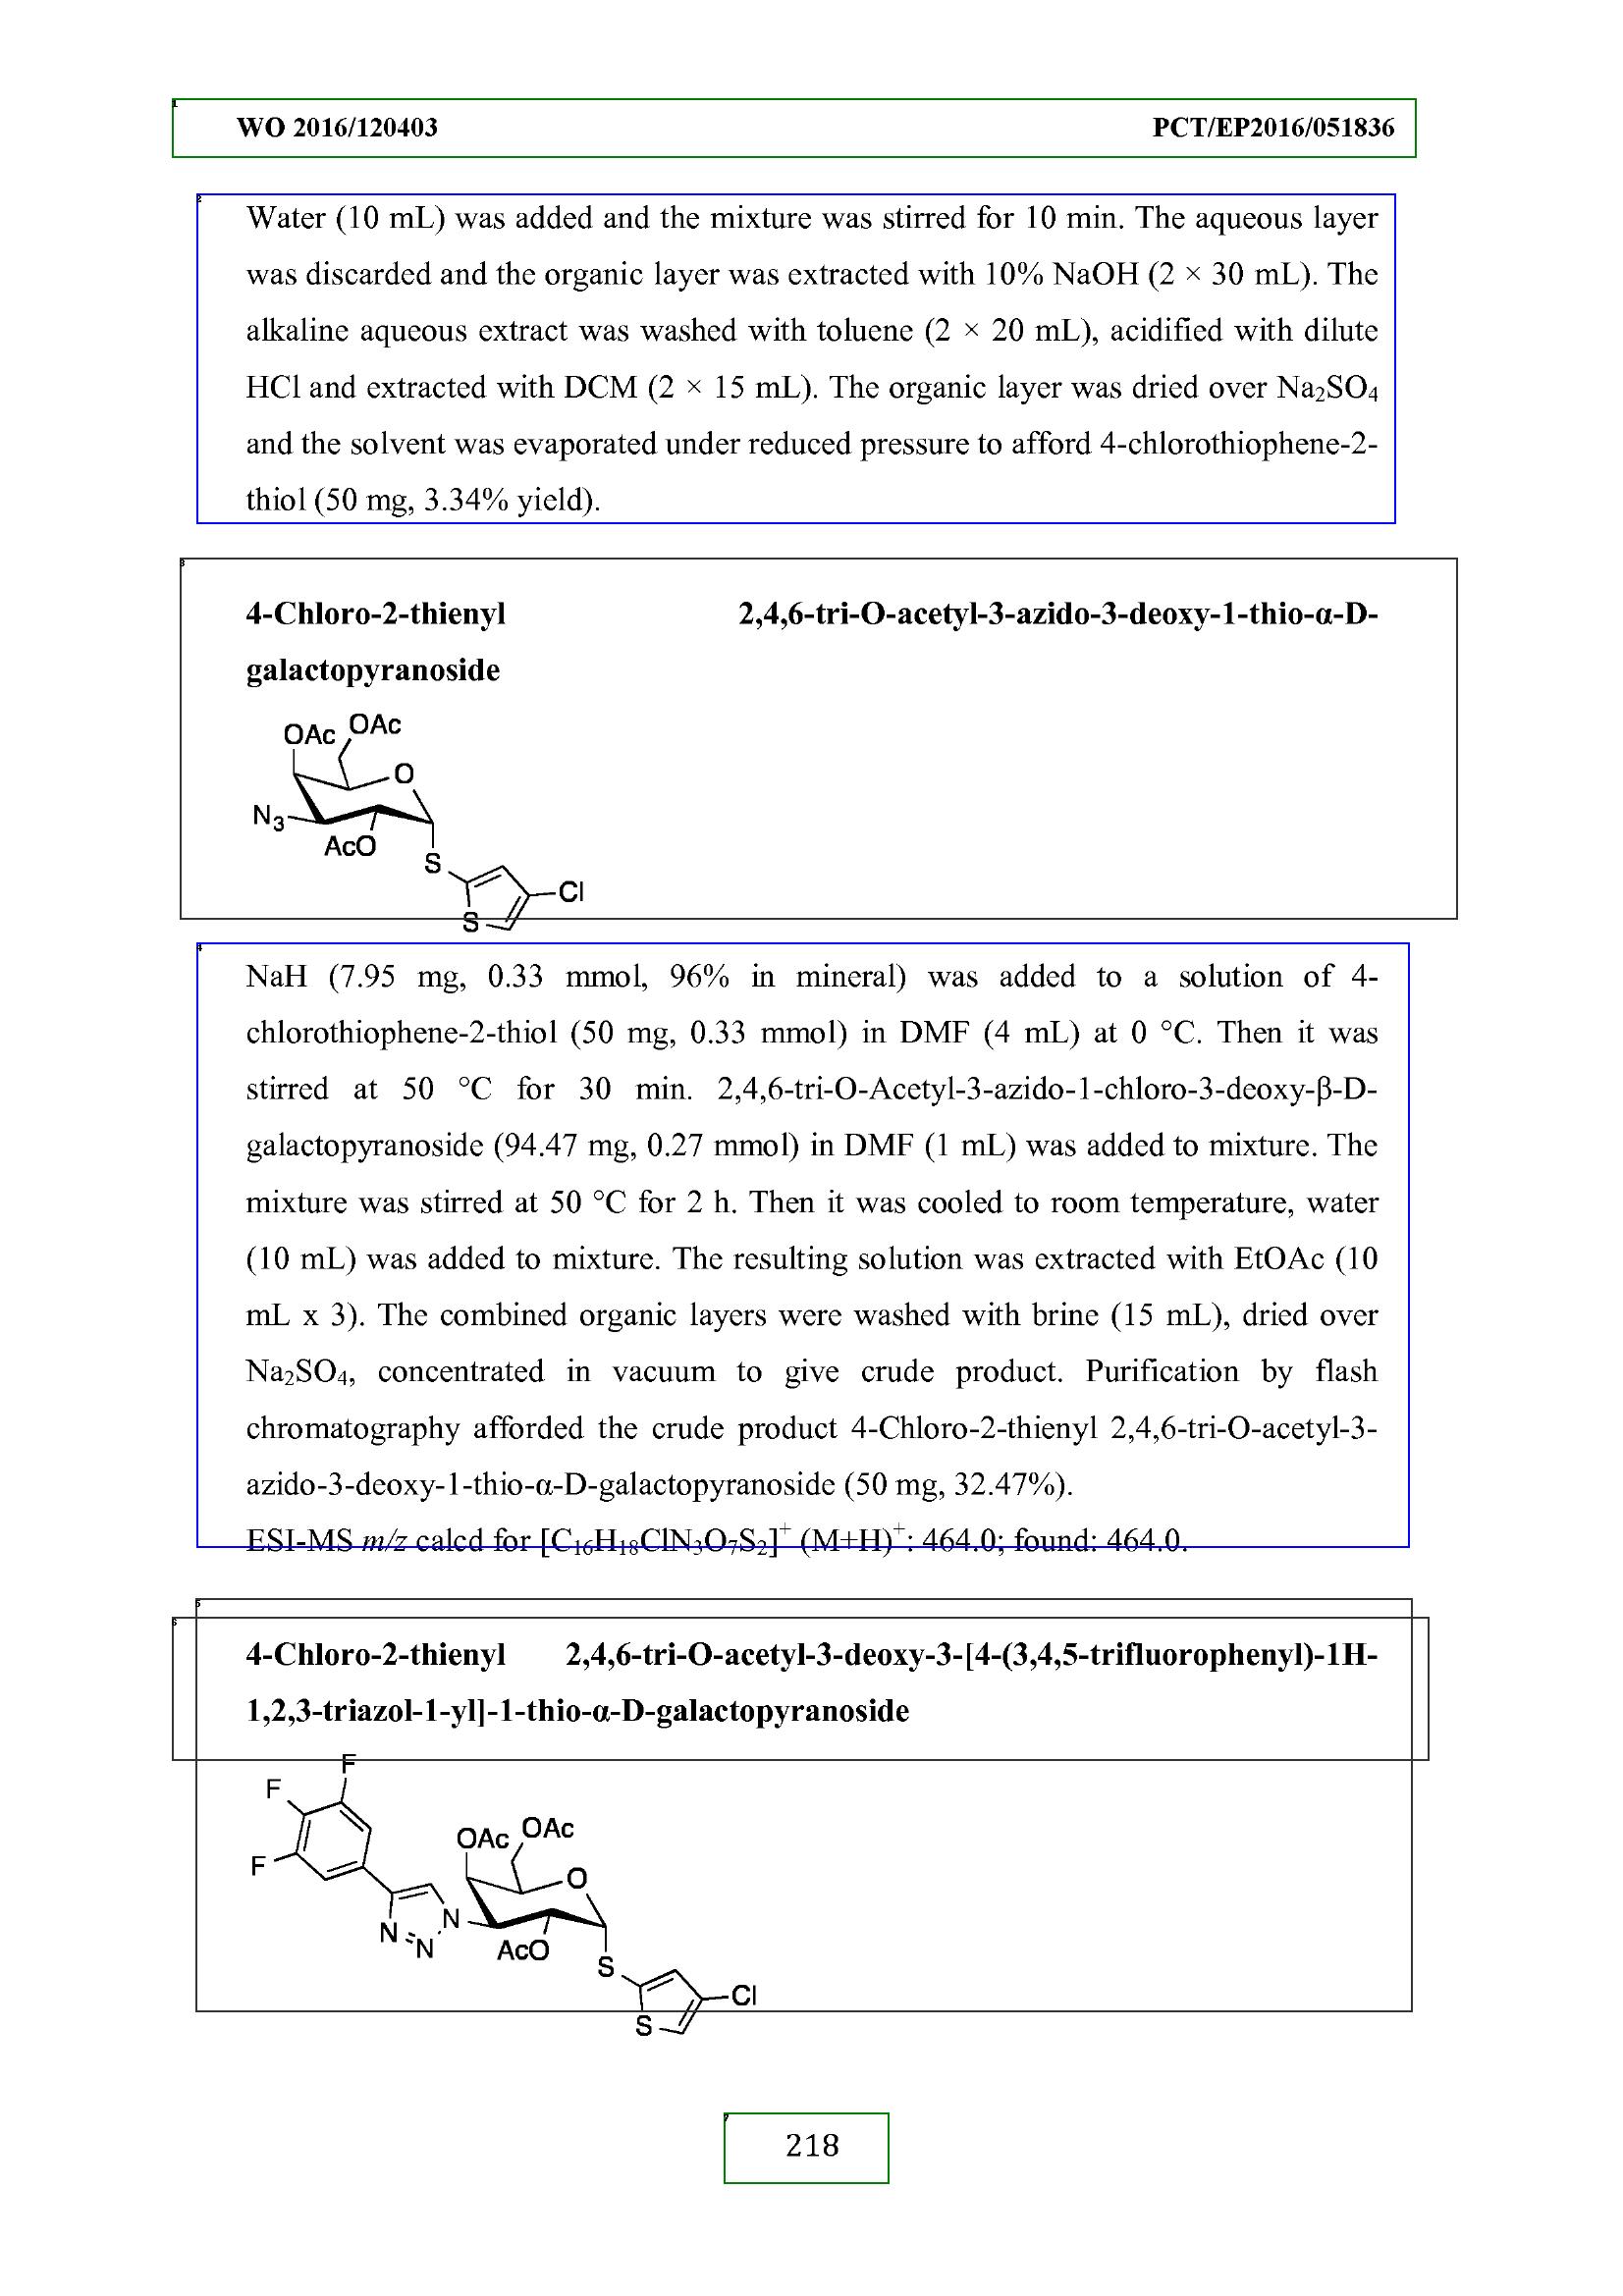 WO 2016/120403 PCT/EP2016/051836
Water (10 mL) was added and the mixture was stirred for 10 min. The aqueous layer
was discarded and the organic layer was extracted with 10% NaOH (2 × 30 mL). The
alkaline aqueous extract was washed with toluene (2 × 20 mL), acidified with dilute
HCl and extracted with DCM (2 × 15 mL). The organic layer was dried over Na₂SO₄
and the solvent was evaporated under reduced pressure to afford 4-chlorothiophene-2-
thiol (50 mg, 3.34% yield).
4-Chloro-2-thienyl 2,4,6-tri-O-acetyl-3-azido-3-deoxy-1-thio-α-D-
galactopyranoside
OAc OAc
O
N₃
AcO
S
Cl
S
NaH (7.95 mg, 0.33 mmol, 96% in mineral) was added to a solution of 4-
chlorothiophene-2-thiol (50 mg, 0.33 mmol) in DMF (4 mL) at 0 °C. Then it was
stirred at 50 °C for 30 min. 2,4,6-tri-O-Acetyl-3-azido-1-chloro-3-deoxy-β-D-
galactopyranoside (94.47 mg, 0.27 mmol) in DMF (1 mL) was added to mixture. The
mixture was stirred at 50 °C for 2 h. Then it was cooled to room temperature, water
(10 mL) was added to mixture. The resulting solution was extracted with EtOAc (10
mL x 3). The combined organic layers were washed with brine (15 mL), dried over
Na₂SO₄, concentrated in vacuum to give crude product. Purification by flash
chromatography afforded the crude product 4-Chloro-2-thienyl 2,4,6-tri-O-acetyl-3-
azido-3-deoxy-1-thio-α-D-galactopyranoside (50 mg, 32.47%).
ESI-MS m/z calcd for [C₁₆H₁₈ClN₃O₇S₂]⁺ (M+H)⁺: 464.0; found: 464.0.
4-Chloro-2-thienyl 2,4,6-tri-O-acetyl-3-deoxy-3-[4-(3,4,5-trifluorophenyl)-1H-
1,2,3-triazol-1-yl]-1-thio-α-D-galactopyranoside
F
F
OAc OAc
F
O
N
N
N
AcO
S
Cl
S
218